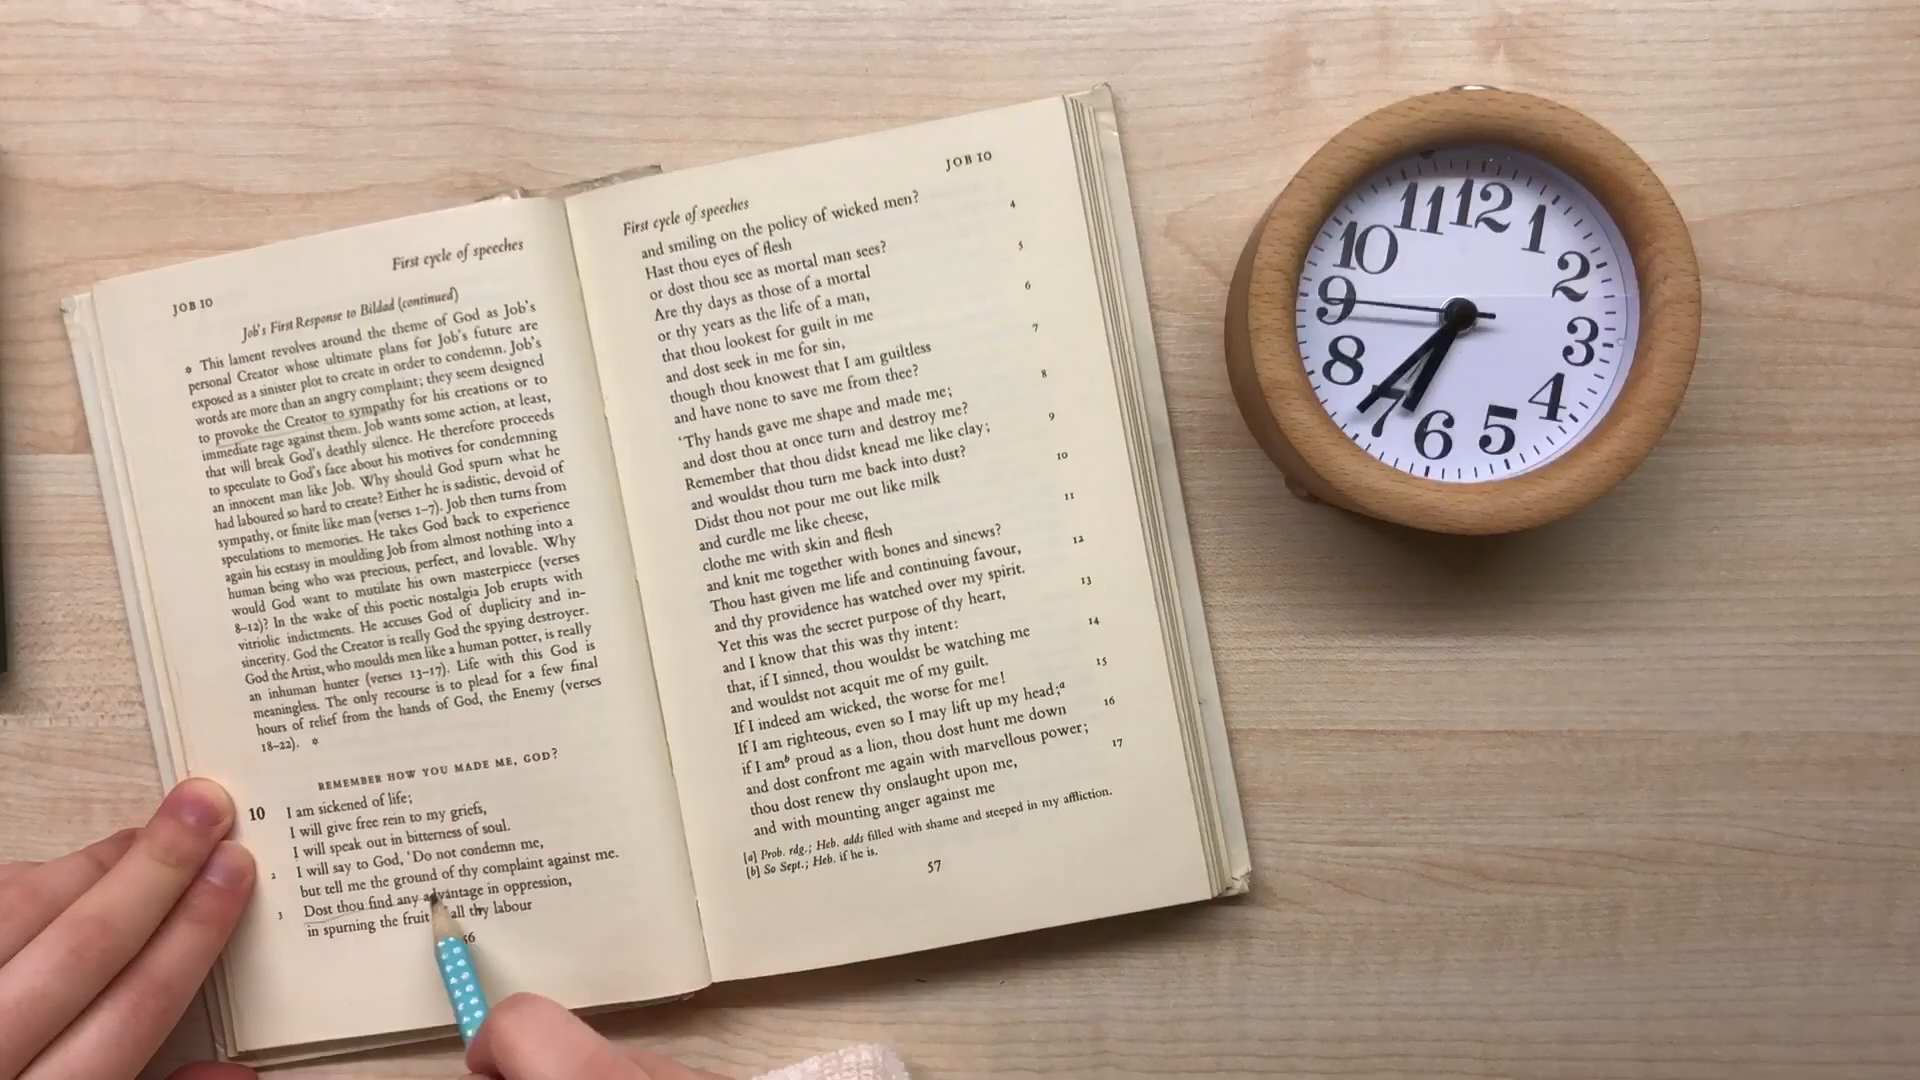 JOB 10
First cycle of speeches
Job's First Response to Bildad (continued)
* This lament revolves around the theme of God as Job's
personal Creator whose ultimate plans for Job's future are
exposed as a sinister plot to create in order to condemn. Job's
words are more than an angry complaint; they seem designed
to provoke the Creator to sympathy for his creations or to
immediate rage against them. Job wants some action, at least,
that will break God's deathly silence. He therefore proceeds
to speculate to God's face about his motives for condemning
an innocent man like Job. Why should God spurn what he
had laboured so hard to create? Either he is sadistic, devoid of
sympathy, or finite like man (verses 1–7). Job then turns from
speculations to memories. He takes God back to experience
again his ecstasy in moulding Job from almost nothing into a
human being who was precious, perfect, and lovable. Why
would God want to mutilate his own masterpiece (verses
8–12)? In the wake of this poetic nostalgia Job erupts with
vitriolic indictments. He accuses God of duplicity and in-
sincerity. God the Creator is really God the spying destroyer.
God the Artist, who moulds men like a human potter, is really
an inhuman hunter (verses 13–17). Life with this God is
meaningless. The only recourse is to plead for a few final
hours of relief from the hands of God, the Enemy (verses
18–22). *
REMEMBER HOW YOU MADE ME, GOD?
10 I am sickened of life;
I will give free rein to my griefs,
I will speak out in bitterness of soul.
2 I will say to God, 'Do not condemn me,
but tell me the ground of thy complaint against me.
3 Dost thou find any advantage in oppression,
in spurning the fruit all thy labour
56
First cycle of speeches
JOB 10
and smiling on the policy of wicked men?
Hast thou eyes of flesh 4
or dost thou see as mortal man sees?
Are thy days as those of a mortal 5
or thy years as the life of a man,
that thou lookest for guilt in me 6
and dost seek in me for sin,
though thou knowest that I am guiltless 7
and have none to save me from thee?
'Thy hands gave me shape and made me; 8
and dost thou at once turn and destroy me?
Remember that thou didst knead me like clay; 9
and wouldst thou turn me back into dust?
Didst thou not pour me out like milk 10
and curdle me like cheese,
clothe me with skin and flesh 11
and knit me together with bones and sinews?
Thou hast given me life and continuing favour, 12
and thy providence has watched over my spirit.
Yet this was the secret purpose of thy heart, 13
and I know that this was thy intent:
that, if I sinned, thou wouldst be watching me 14
and wouldst not acquit me of my guilt.
If I indeed am wicked, the worse for me! 15
If I am righteous, even so I may lift up my head;a
if I amb proud as a lion, thou dost hunt me down 16
and dost confront me again with marvellous power;
thou dost renew thy onslaught upon me, 17
and with mounting anger against me
[a] Prob. rdg.; Heb. adds filled with shame and steeped in my affliction.
[b] So Sept.; Heb. if he is.
57
12
1
2
3
4
5
6
7
8
9
10
11